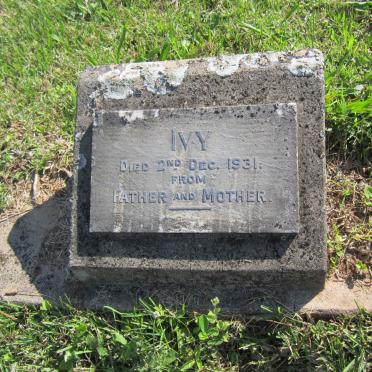 IVY
DIED 2ND DEC. 1931.
FROM
FATHER AND MOTHER.